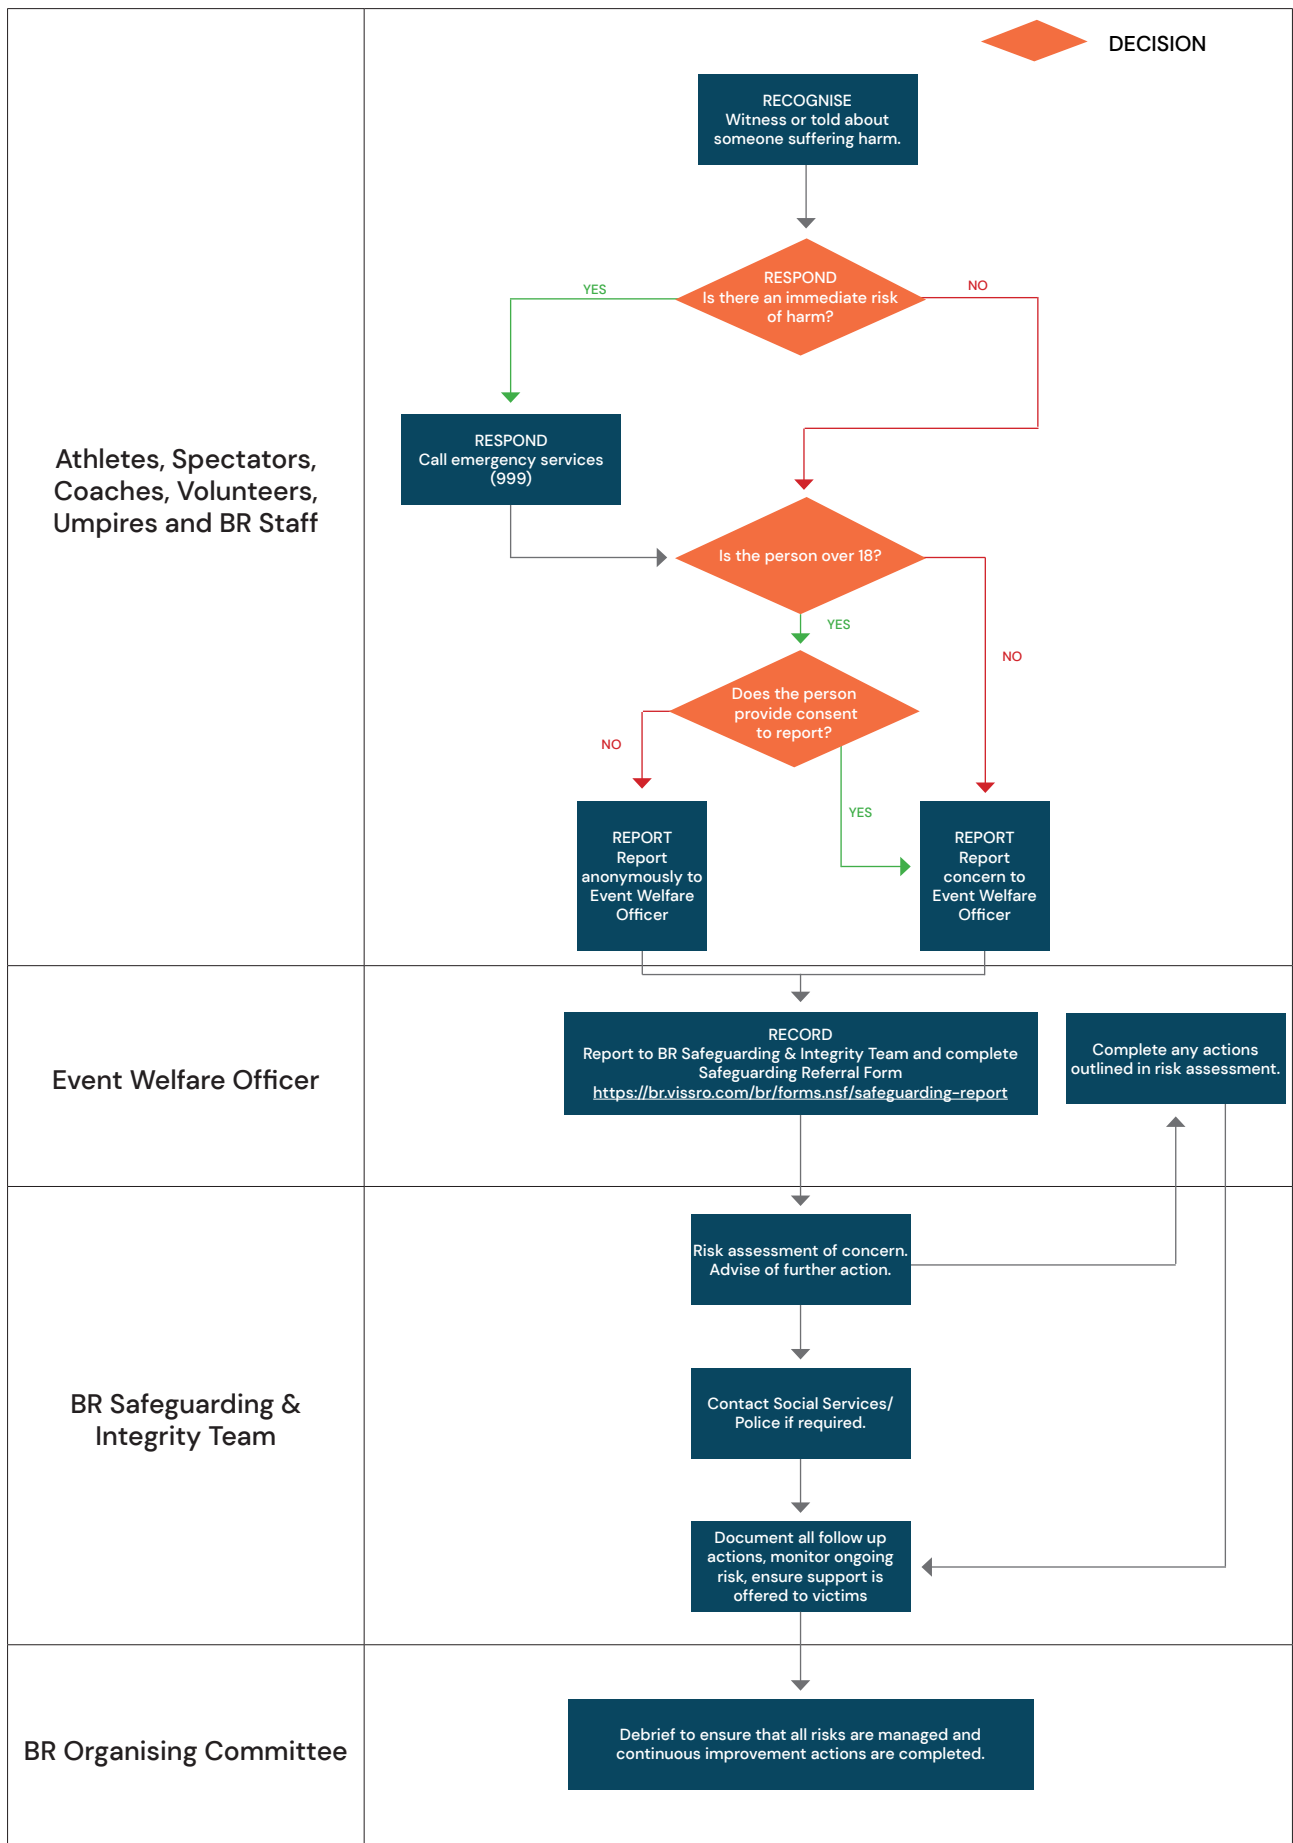 DECISION
RECOGNISE
Witness or told about
someone suffering harm.
RESPOND
Is there an immediate risk
of harm?
YES
NO
RESPOND
Call emergency services
(999)
Athletes, Spectators,
Coaches, Volunteers,
Umpires and BR Staff
Is the person over 18?
YES
NO
Does the person
provide consent
to report?
NO
YES
REPORT
Report
anonymously to
Event Welfare
Officer
REPORT
Report
concern to
Event Welfare
Officer
Event Welfare Officer
RECORD
Report to BR Safeguarding & Integrity Team and complete
Safeguarding Referral Form
https://br.vissro.com/br/forms.nsf/safeguarding-report
Complete any actions
outlined in risk assessment.
BR Safeguarding &
Integrity Team
Risk assessment of concern.
Advise of further action.
Contact Social Services/
Police if required.
Document all follow up
actions, monitor ongoing
risk, ensure support is
offered to victims
BR Organising Committee
Debrief to ensure that all risks are managed and
continuous improvement actions are completed.